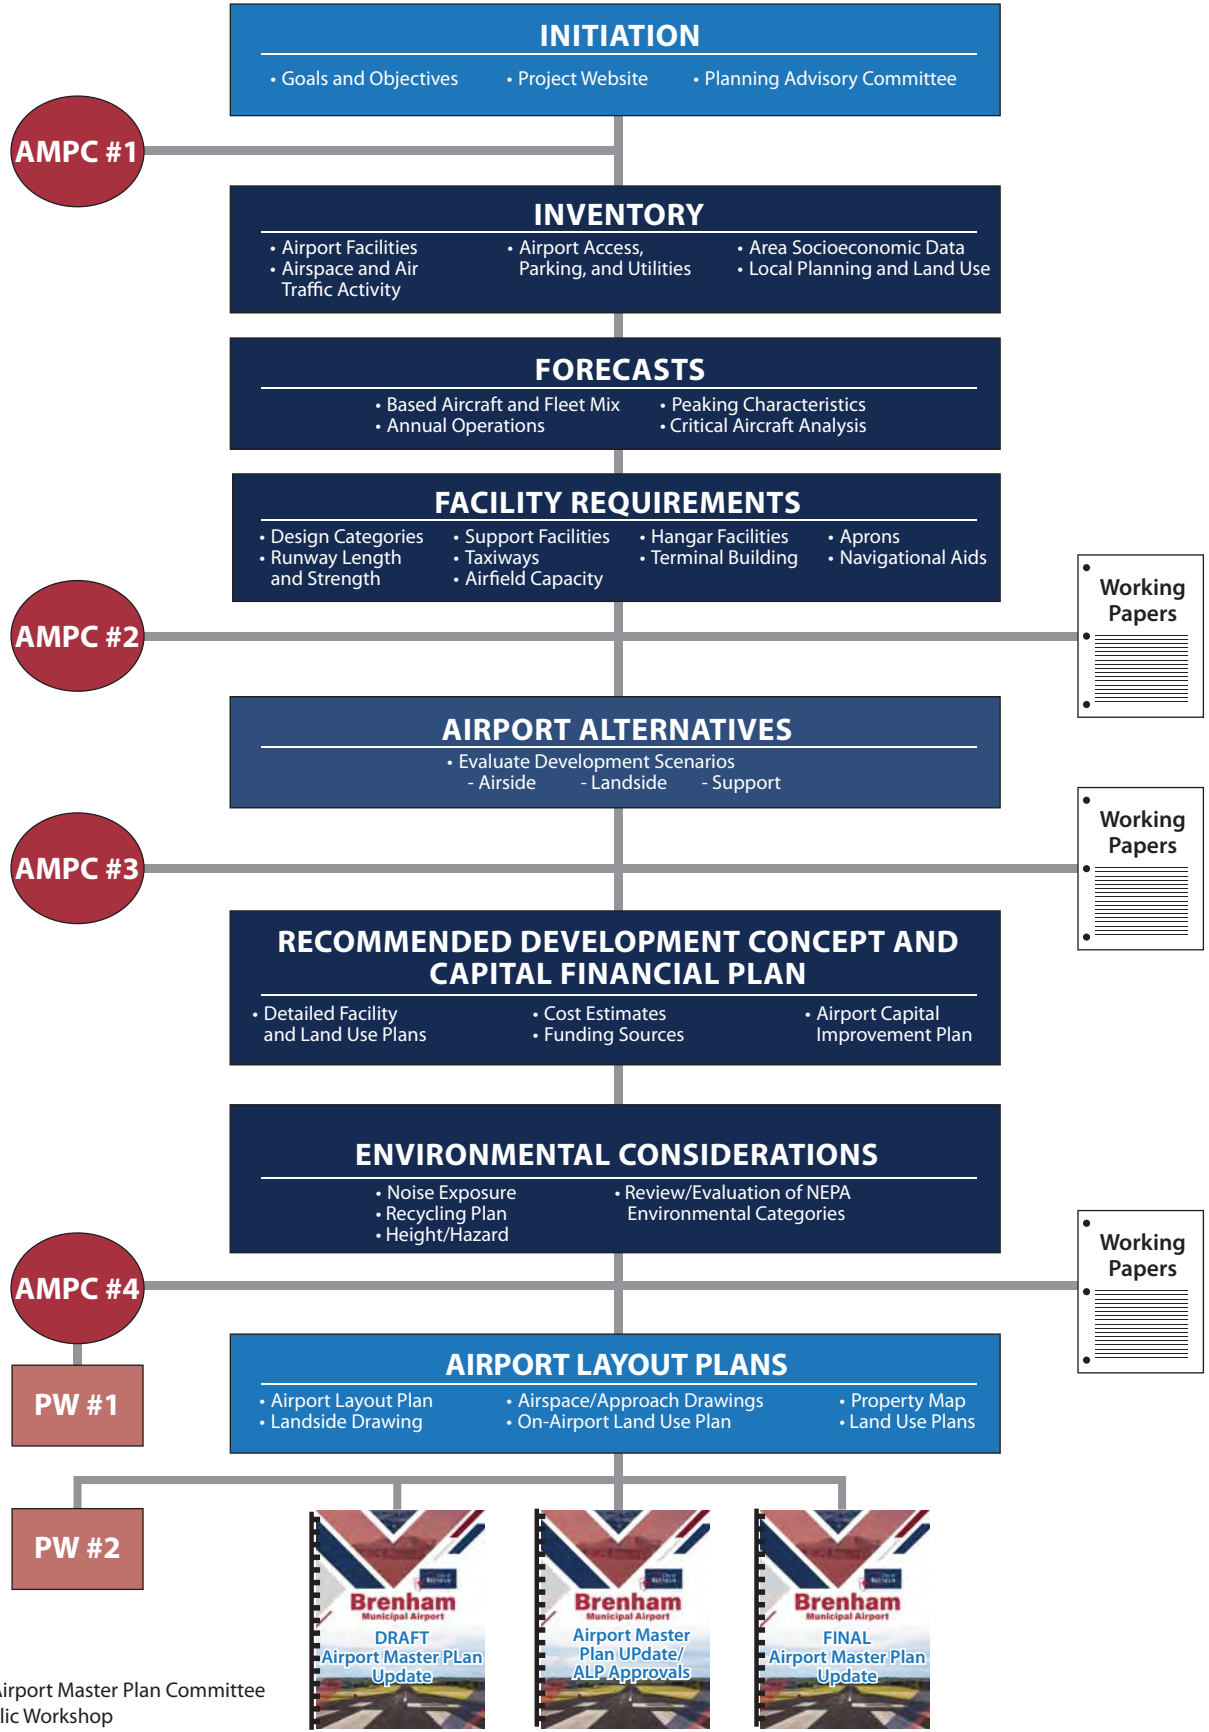 INITIATION
• Goals and Objectives • Project Website • Planning Advisory Committee
AMPC #1
INVENTORY
• Airport Facilities
• Airspace and Air
Traffic Activity
• Airport Access,
Parking, and Utilities
• Area Socioeconomic Data
• Local Planning and Land Use
FORECASTS
• Based Aircraft and Fleet Mix
• Annual Operations
• Peaking Characteristics
• Critical Aircraft Analysis
FACILITY REQUIREMENTS
• Design Categories
• Runway Length
and Strength
• Support Facilities
• Taxiways
• Airfield Capacity
• Hangar Facilities
• Terminal Building
• Aprons
• Navigational Aids
AMPC #2
Working
Papers
AIRPORT ALTERNATIVES
• Evaluate Development Scenarios
- Airside - Landside - Support
AMPC #3
Working
Papers
RECOMMENDED DEVELOPMENT CONCEPT AND
CAPITAL FINANCIAL PLAN
• Detailed Facility
and Land Use Plans
• Cost Estimates
• Funding Sources
• Airport Capital
Improvement Plan
ENVIRONMENTAL CONSIDERATIONS
• Noise Exposure
• Recycling Plan
• Height/Hazard
• Review/Evaluation of NEPA
Environmental Categories
AMPC #4
Working
Papers
PW #1
AIRPORT LAYOUT PLANS
• Airport Layout Plan
• Landside Drawing
• Airspace/Approach Drawings
• On-Airport Land Use Plan
• Property Map
• Land Use Plans
PW #2
Brenham
Municipal Airport
DRAFT
Airport Master PLan
Update
Brenham
Municipal Airport
Airport Master
Plan UPdate/
ALP Approvals
Brenham
Municipal Airport
FINAL
Airport Master Plan
Update
Airport Master Plan Committee
lic Workshop